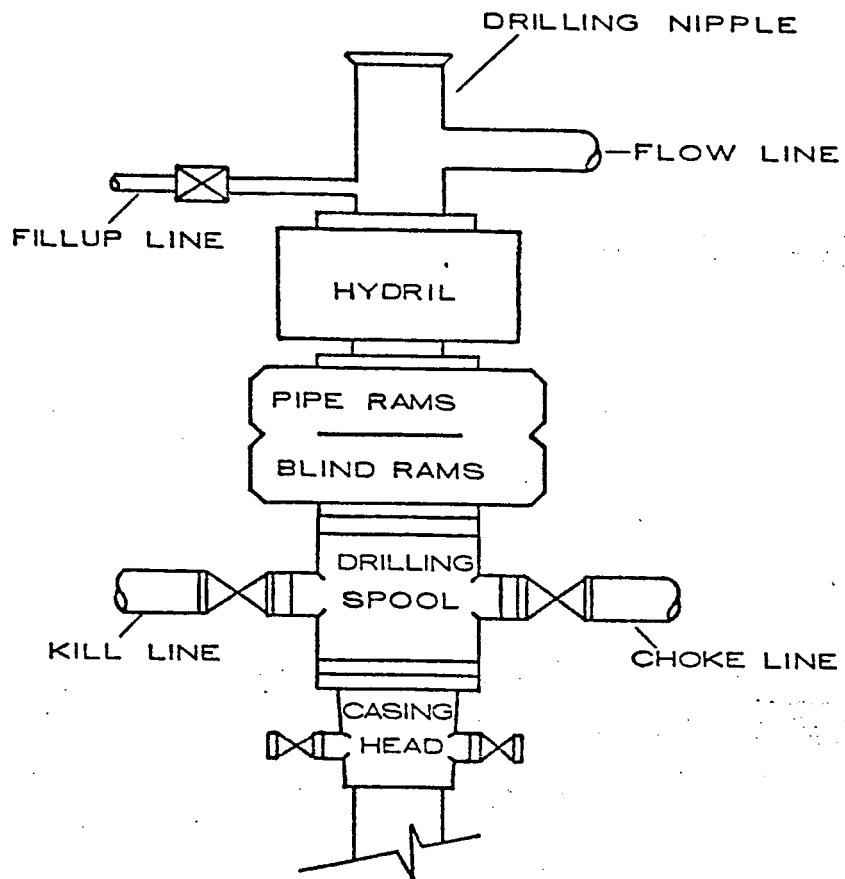 DRILLING NIPPLE
FLOW LINE
FILLUP LINE
HYDRIL
PIPE RAMS
BLIND RAMS
DRILLING
SPOOL
KILL LINE
CHOKE LINE
CASING
HEAD